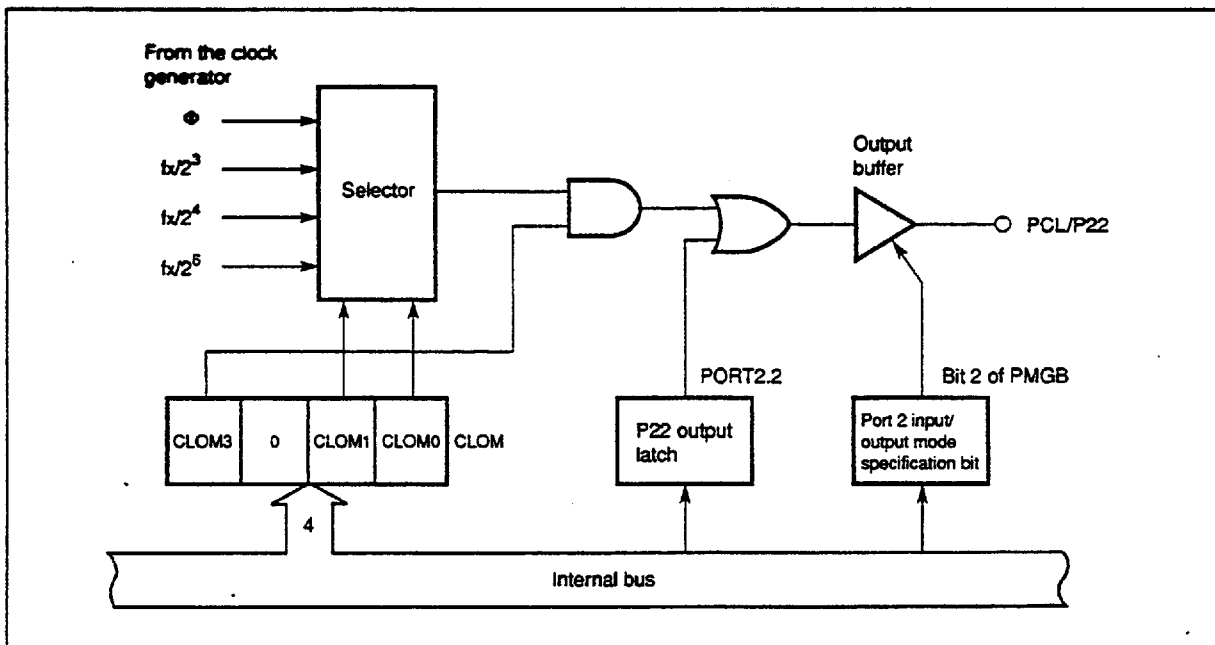 From the clock
generator
Φ
fx/2³
fx/2⁴
fx/2⁶
Selector
Output
buffer
PCL/P22
PORT2.2
Bit 2 of PMGB
CLOM3
0
CLOM1
CLOM0
CLOM
P22 output
latch
Port 2 input/
output mode
specification bit
4
Internal bus